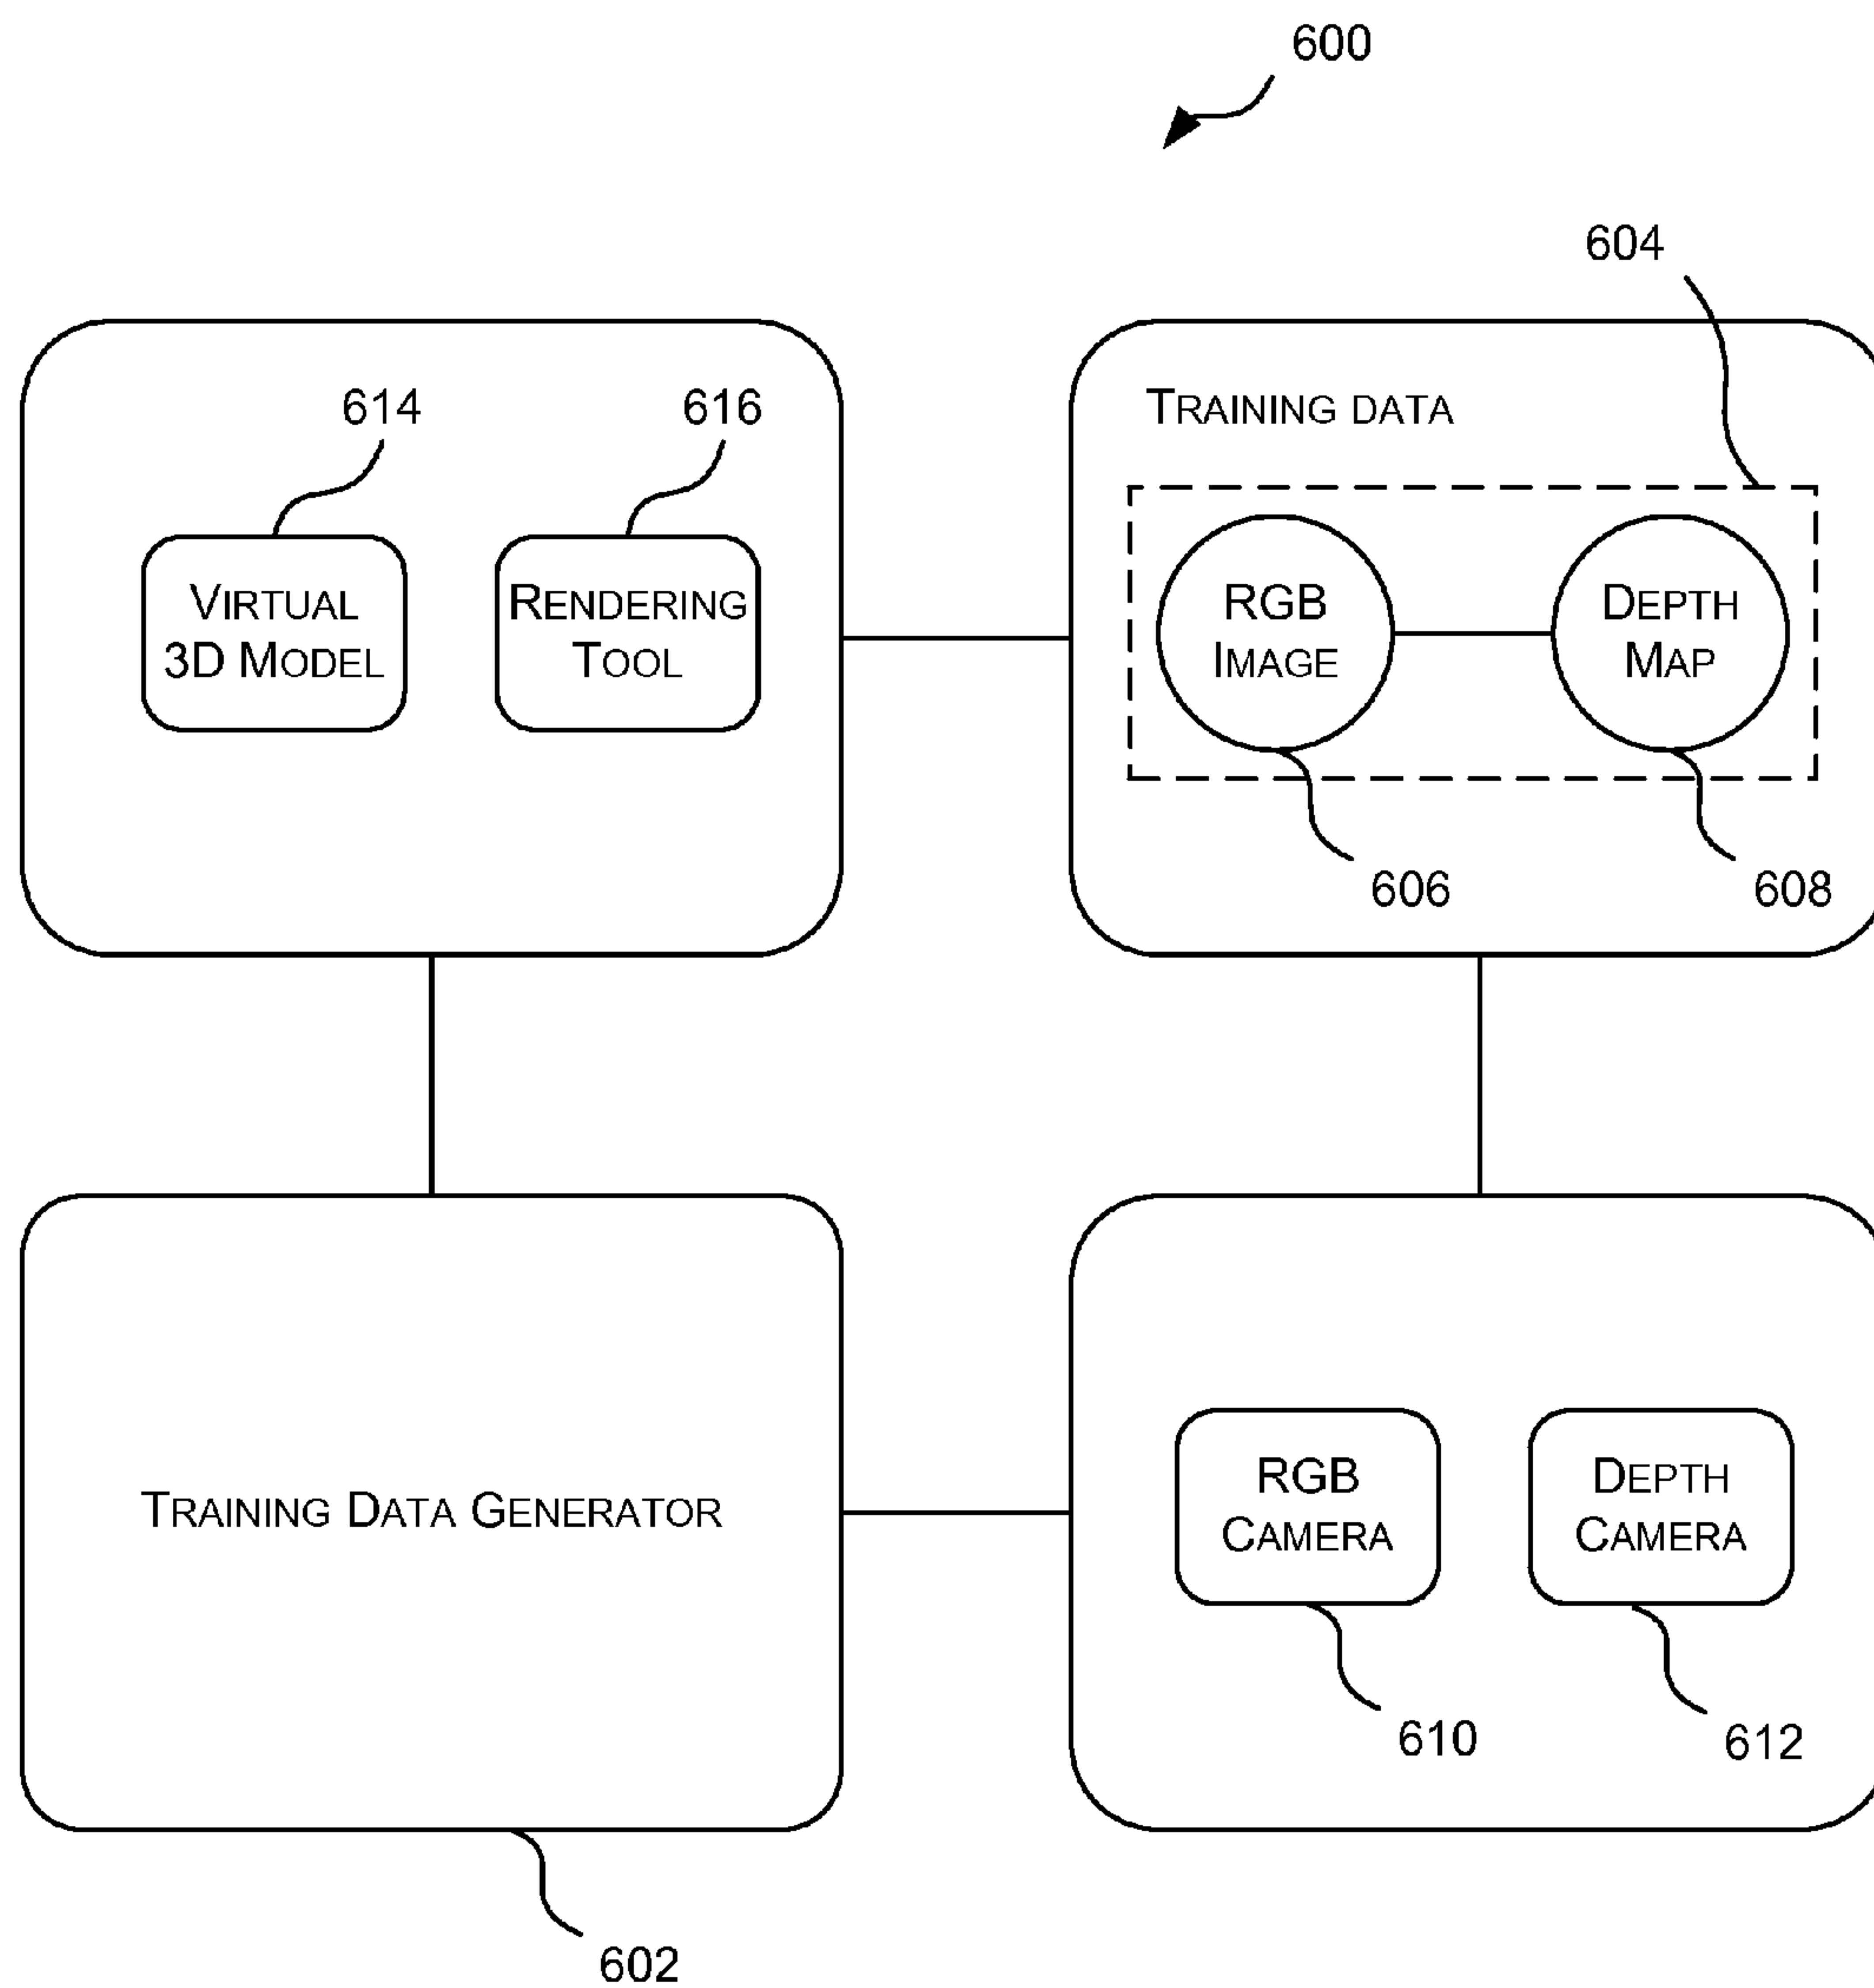 600
604
614
616
TRAINING DATA
VIRTUAL
3D MODEL
RENDERING
TOOL
RGB
IMAGE
DEPTH
MAP
606
608
TRAINING DATA GENERATOR
RGB
CAMERA
DEPTH
CAMERA
610
612
602